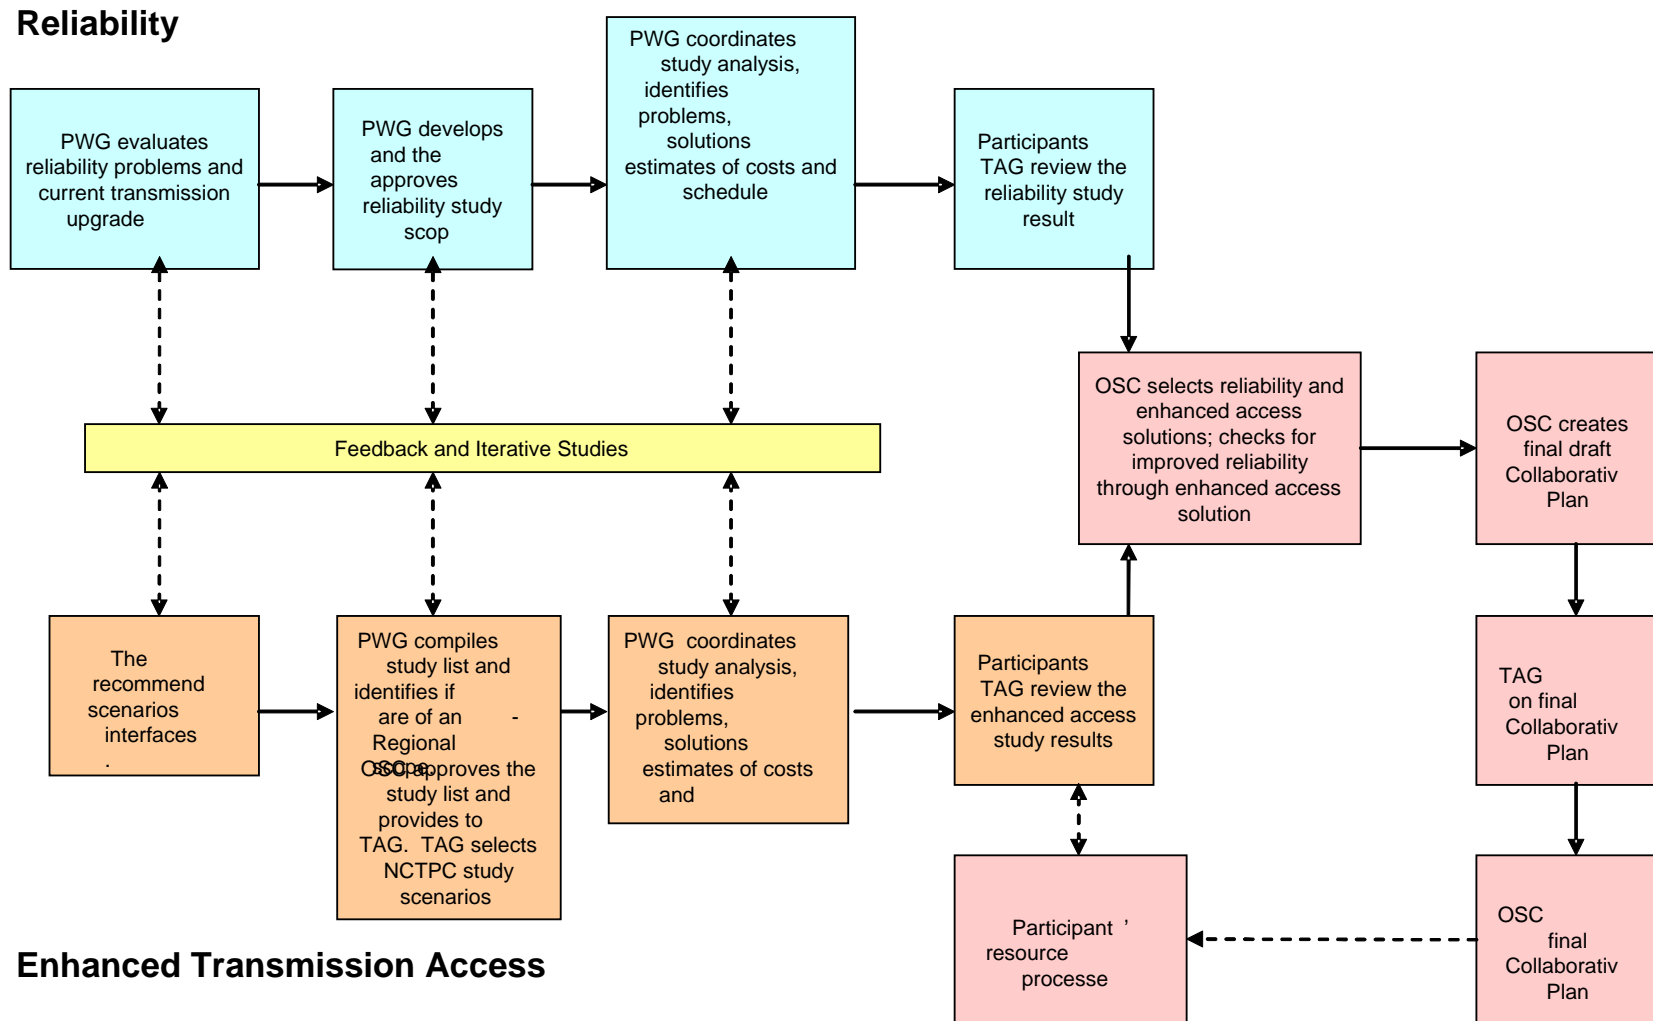 Reliability
PWG evaluates
reliability problems and
current transmission
upgrade
PWG develops
and the
approves
reliability study
scop
PWG coordinates
study analysis,
identifies
problems,
solutions
estimates of costs and
schedule
Participants
TAG review the
reliability study
result
Feedback and Iterative Studies
OSC selects reliability and
enhanced access
solutions; checks for
improved reliability
through enhanced access
solution
OSC creates
final draft
Collaborativ
Plan
The
recommend
scenarios
interfaces
.
PWG compiles
study list and
identifies if
are of an -
Regional
scope.
OSC approves the
study list and
provides to
TAG. TAG selects
NCTPC study
scenarios
PWG coordinates
study analysis,
identifies
problems,
solutions
estimates of costs
and
Participants
TAG review the
enhanced access
study results
TAG
on final
Collaborativ
Plan
Participant ’
resource
processe
OSC
final
Collaborativ
Plan
Enhanced Transmission Access